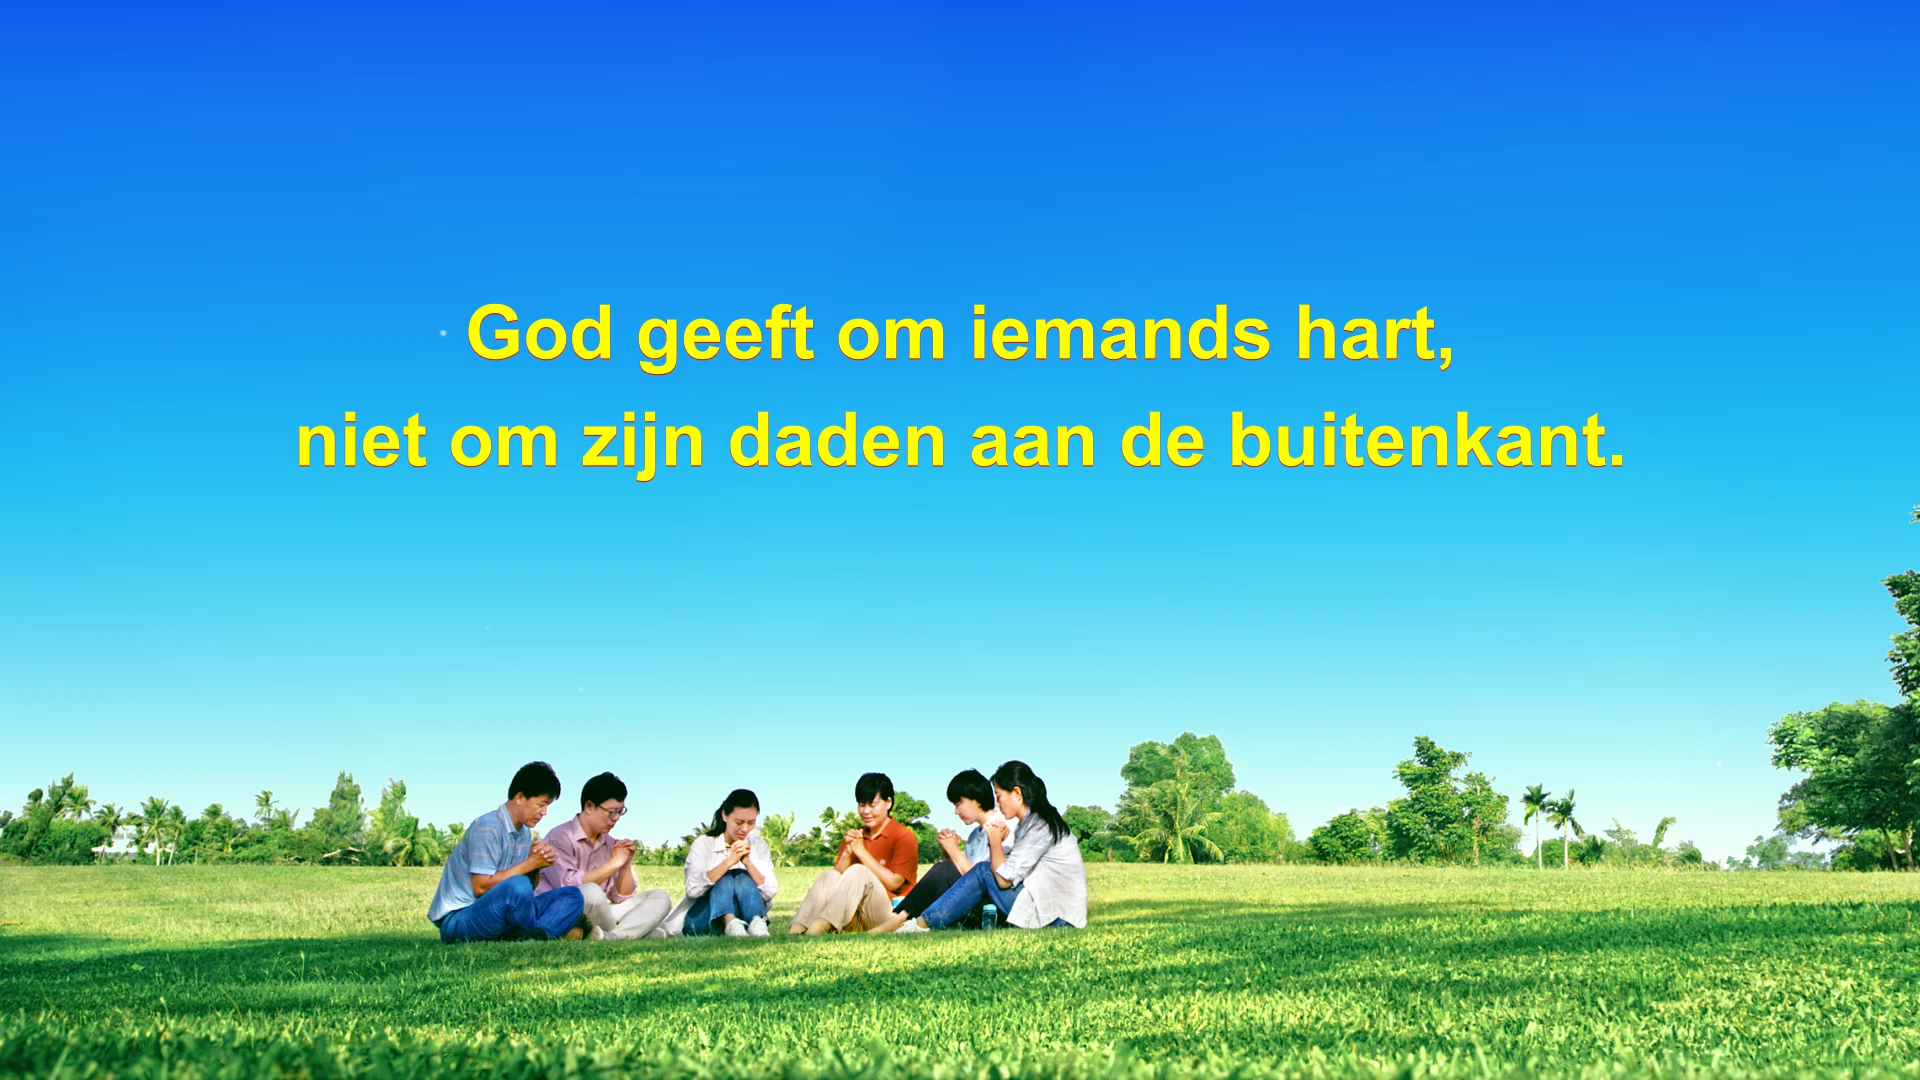 God geeft om iemands hart,
niet om zijn daden aan de buitenkant.